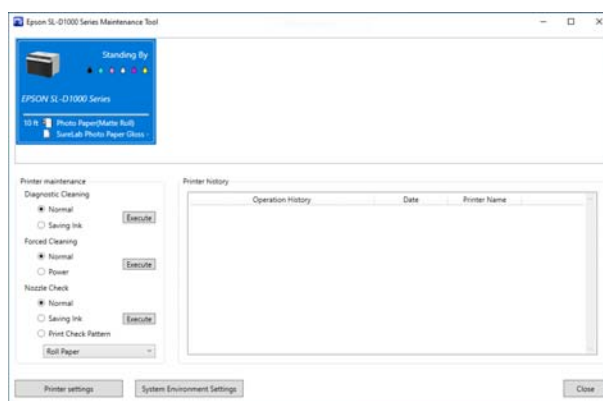 Epson SL-D1000 Series Maintenance Tool
Standing By
EPSON SL-D1000 Series
10 ft Photo Paper(Matte Roll)
SureLab Photo Paper Gloss -
Printer maintenance
Diagnostic Cleaning
Normal
Saving Ink
Execute
Forced Cleaning
Normal
Power
Execute
Nozzle Check
Normal
Saving Ink
Execute
Print Check Pattern
Roll Paper
Printer history
Operation History Date Printer Name
Printer settings System Environment Settings Close